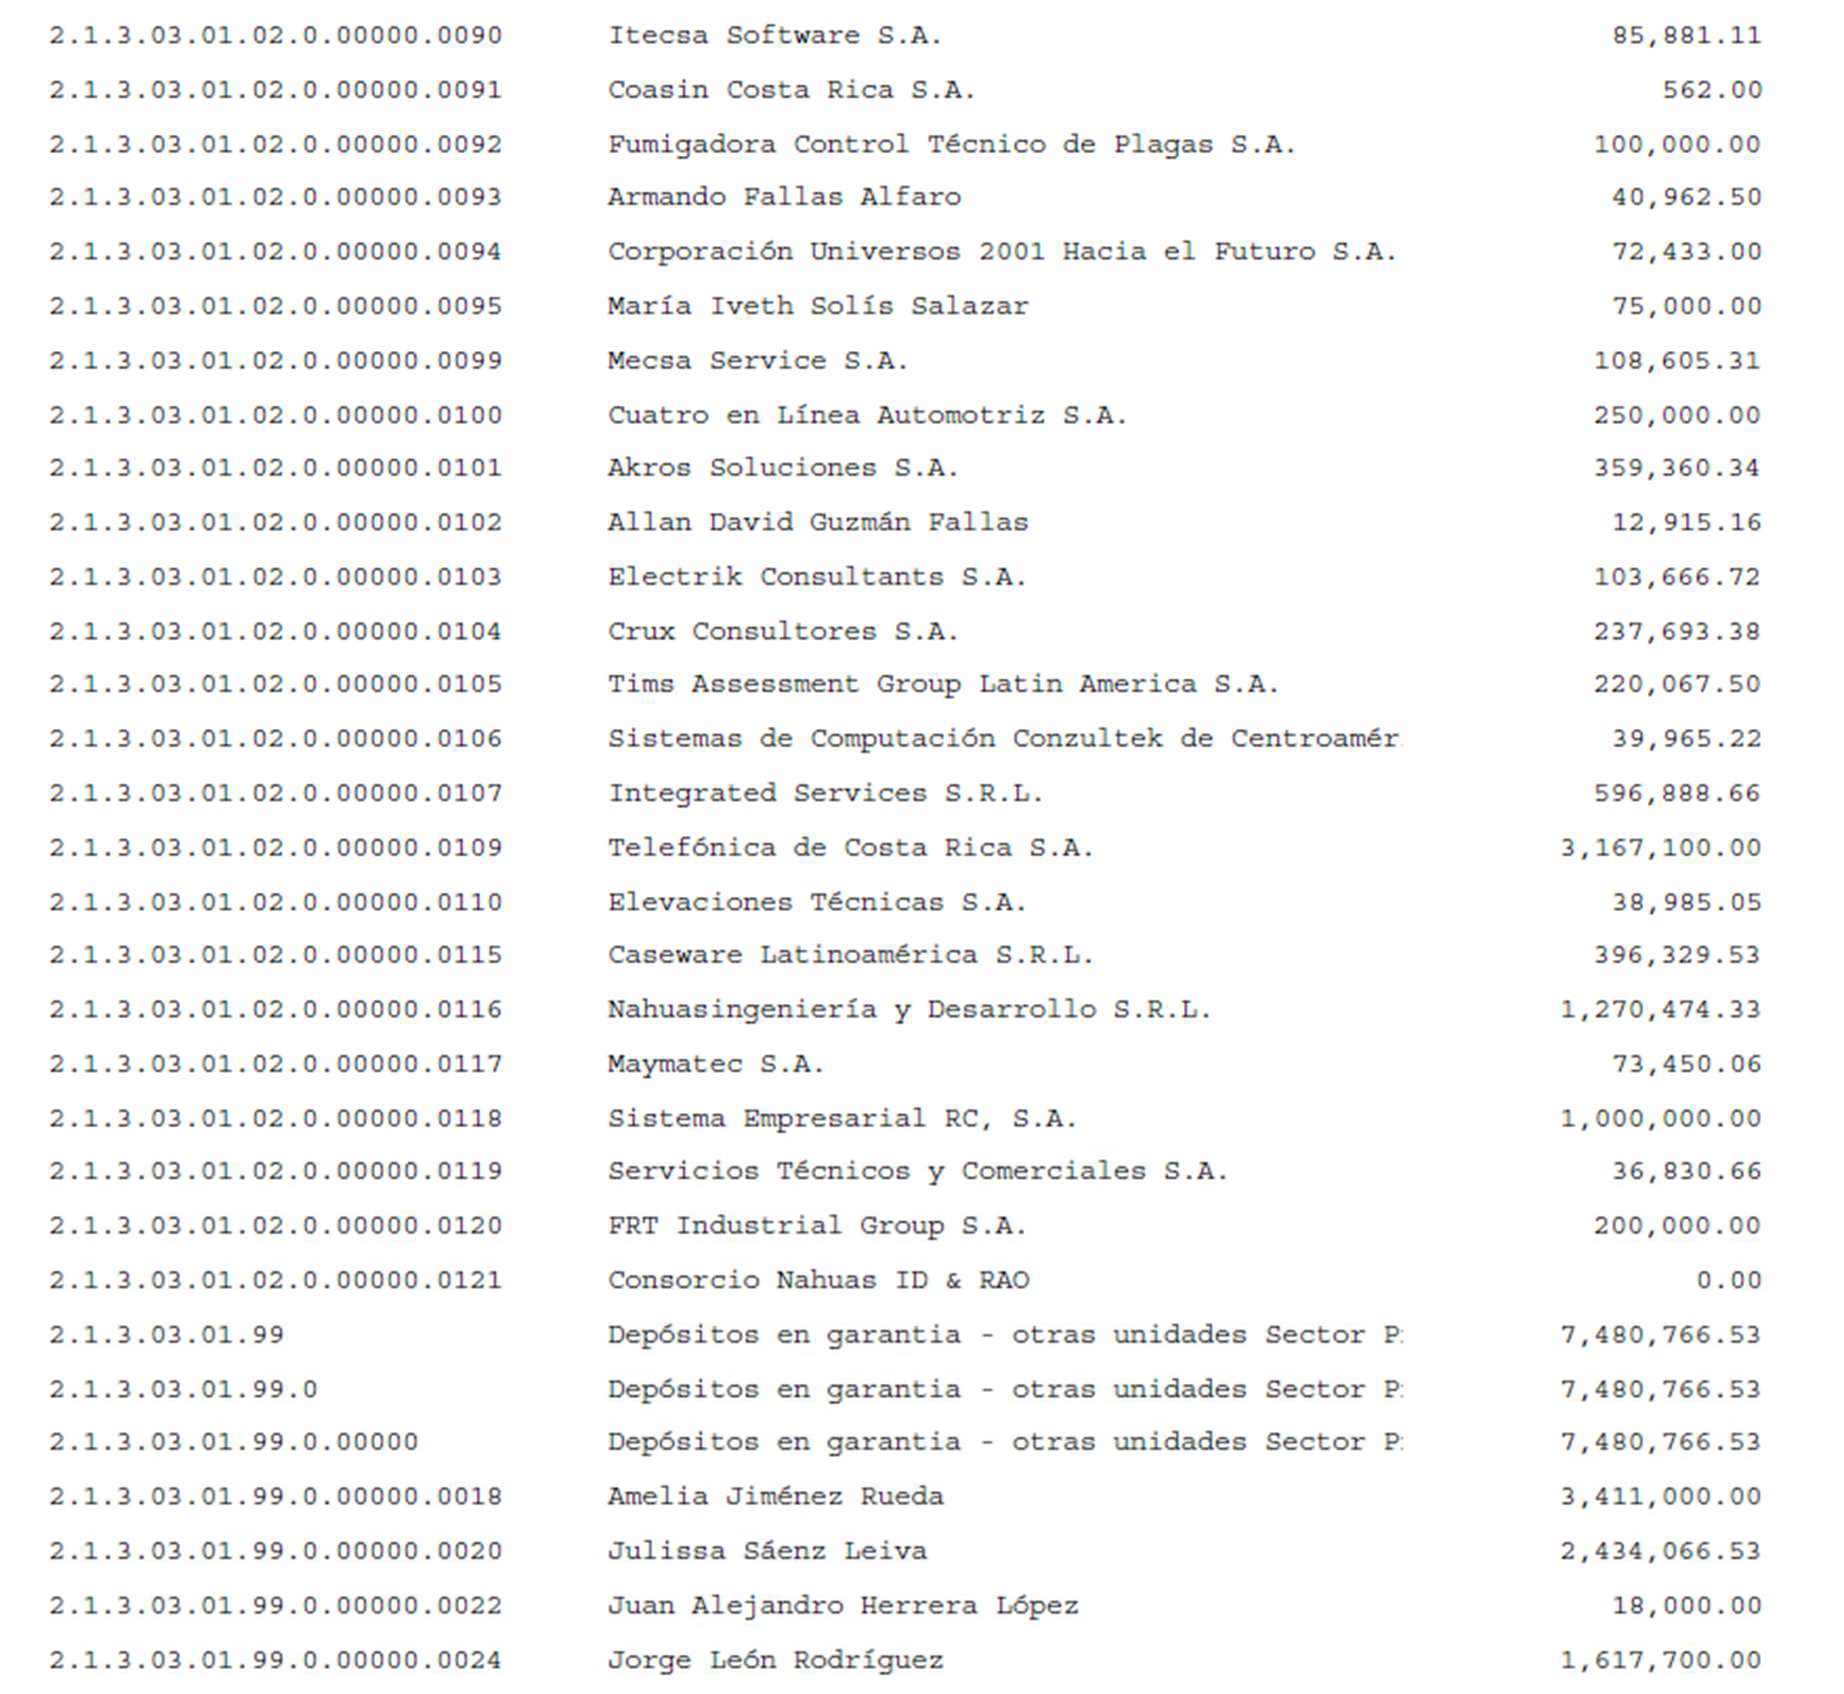 2.1.3.03.01.02.0.00000.0090 Itecsa Software S.A. 85,881.11
2.1.3.03.01.02.0.00000.0091 Coasin Costa Rica S.A. 562.00
2.1.3.03.01.02.0.00000.0092 Fumigadora Control Técnico de Plagas S.A. 100,000.00
2.1.3.03.01.02.0.00000.0093 Armando Fallas Alfaro 40,962.50
2.1.3.03.01.02.0.00000.0094 Corporación Universos 2001 Hacia el Futuro S.A. 72,433.00
2.1.3.03.01.02.0.00000.0095 María Iveth Solís Salazar 75,000.00
2.1.3.03.01.02.0.00000.0099 Mecsa Service S.A. 108,605.31
2.1.3.03.01.02.0.00000.0100 Cuatro en Línea Automotriz S.A. 250,000.00
2.1.3.03.01.02.0.00000.0101 Akros Soluciones S.A. 359,360.34
2.1.3.03.01.02.0.00000.0102 Allan David Guzmán Fallas 12,915.16
2.1.3.03.01.02.0.00000.0103 Electrik Consultants S.A. 103,666.72
2.1.3.03.01.02.0.00000.0104 Crux Consultores S.A. 237,693.38
2.1.3.03.01.02.0.00000.0105 Tims Assessment Group Latin America S.A. 220,067.50
2.1.3.03.01.02.0.00000.0106 Sistemas de Computación Conzultek de Centroamér 39,965.22
2.1.3.03.01.02.0.00000.0107 Integrated Services S.R.L. 596,888.66
2.1.3.03.01.02.0.00000.0109 Telefónica de Costa Rica S.A. 3,167,100.00
2.1.3.03.01.02.0.00000.0110 Elevaciones Técnicas S.A. 38,985.05
2.1.3.03.01.02.0.00000.0115 Caseware Latinoamérica S.R.L. 396,329.53
2.1.3.03.01.02.0.00000.0116 Nahuasingeniería y Desarrollo S.R.L. 1,270,474.33
2.1.3.03.01.02.0.00000.0117 Maymatec S.A. 73,450.06
2.1.3.03.01.02.0.00000.0118 Sistema Empresarial RC, S.A. 1,000,000.00
2.1.3.03.01.02.0.00000.0119 Servicios Técnicos y Comerciales S.A. 36,830.66
2.1.3.03.01.02.0.00000.0120 FRT Industrial Group S.A. 200,000.00
2.1.3.03.01.02.0.00000.0121 Consorcio Nahuas ID & RAO 0.00
2.1.3.03.01.99 Depósitos en garantia - otras unidades Sector P 7,480,766.53
2.1.3.03.01.99.0 Depósitos en garantia - otras unidades Sector P 7,480,766.53
2.1.3.03.01.99.0.00000 Depósitos en garantia - otras unidades Sector P 7,480,766.53
2.1.3.03.01.99.0.00000.0018 Amelia Jiménez Rueda 3,411,000.00
2.1.3.03.01.99.0.00000.0020 Julissa Sáenz Leiva 2,434,066.53
2.1.3.03.01.99.0.00000.0022 Juan Alejandro Herrera López 18,000.00
2.1.3.03.01.99.0.00000.0024 Jorge León Rodríguez 1,617,700.00